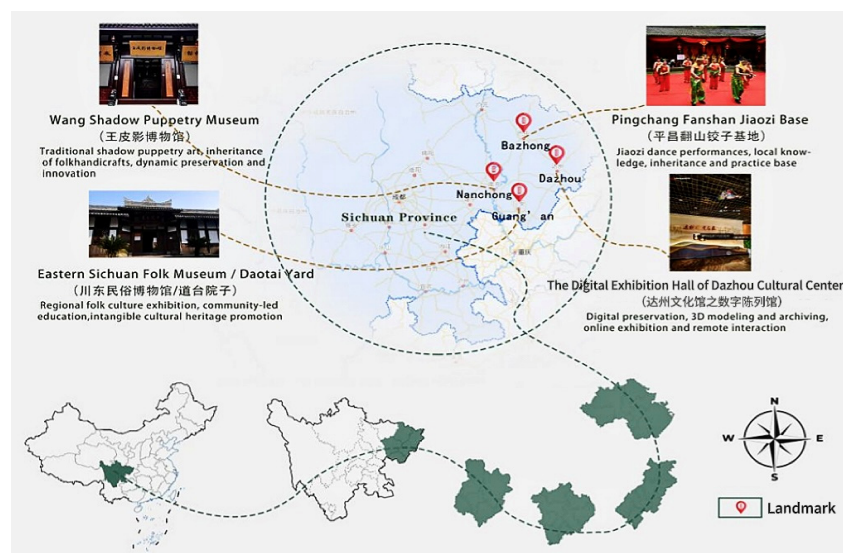 Wang Shadow Puppetry Museum
（王皮影博物馆）
Traditional shadow puppetry art, inheritance
of folkhandicrafts, dynamic preservation and
innovation
Eastern Sichuan Folk Museum / Daotai Yard
（川东民俗博物馆/道台院子）
Regional folk culture exhibition, community-led
education,intangible cultural heritage promotion
Bazhong
Dazhou
Nanchong
Guang'an
Sichuan Province
成都
重庆
Pingchang Fanshan Jiaozi Base
（平昌翻山铰子基地）
Jiaozi dance performances, local know-
ledge, inheritance and practice base
The Digital Exhibition Hall of Dazhou Cultural Center
（达州文化馆之数字陈列馆）
Digital preservation, 3D modeling and archiving,
online exhibition and remote interaction
N
W
E
S
Landmark